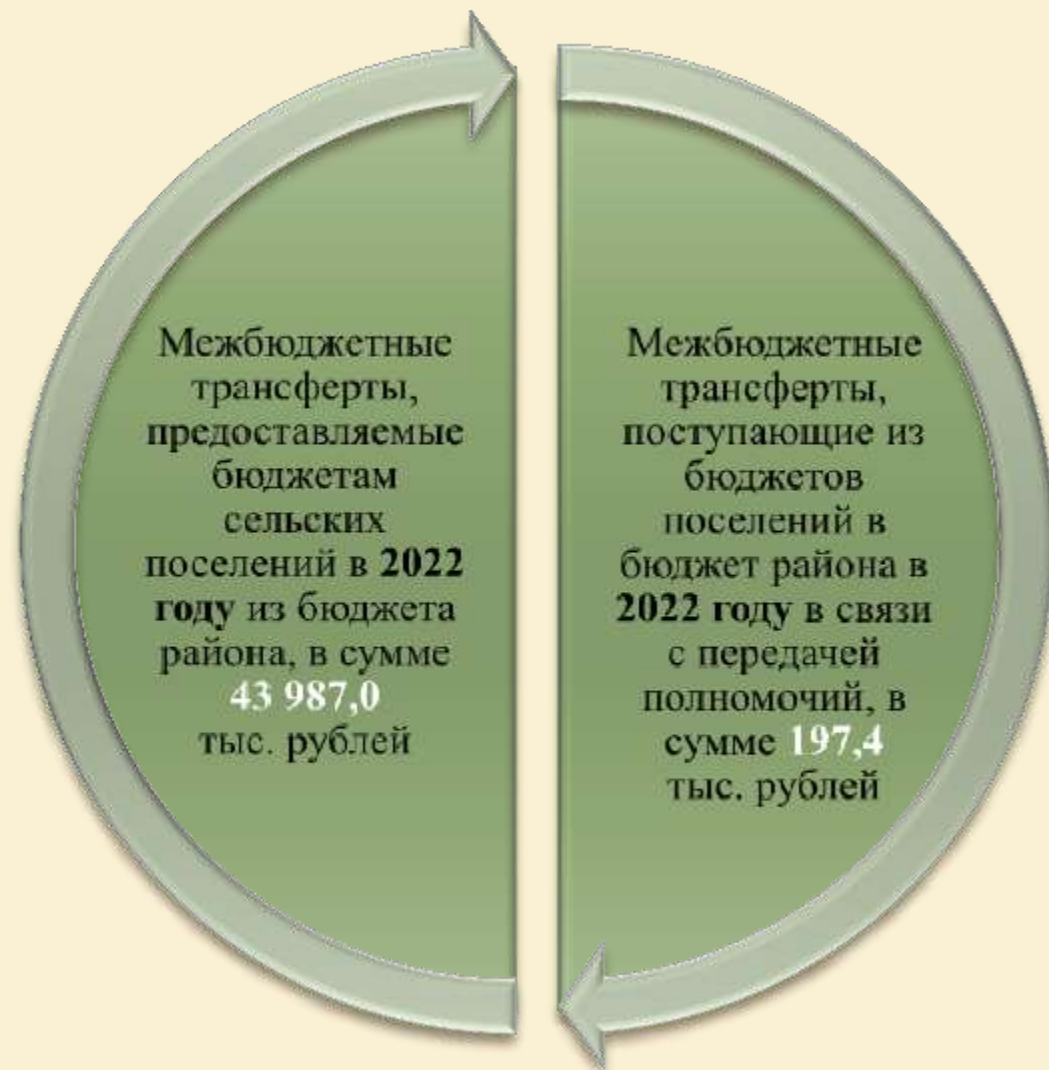 Межбюджетные
трансферты,
предоставляемые
бюджетам
сельских
поселений в 2022
году из бюджета
района, в сумме
43 987,0
тыс. рублей
Межбюджетные
трансферты,
поступающие из
бюджетов
поселений в
бюджет района в
2022 году в связи
с передачей
полномочий, в
сумме 197,4
тыс. рублей